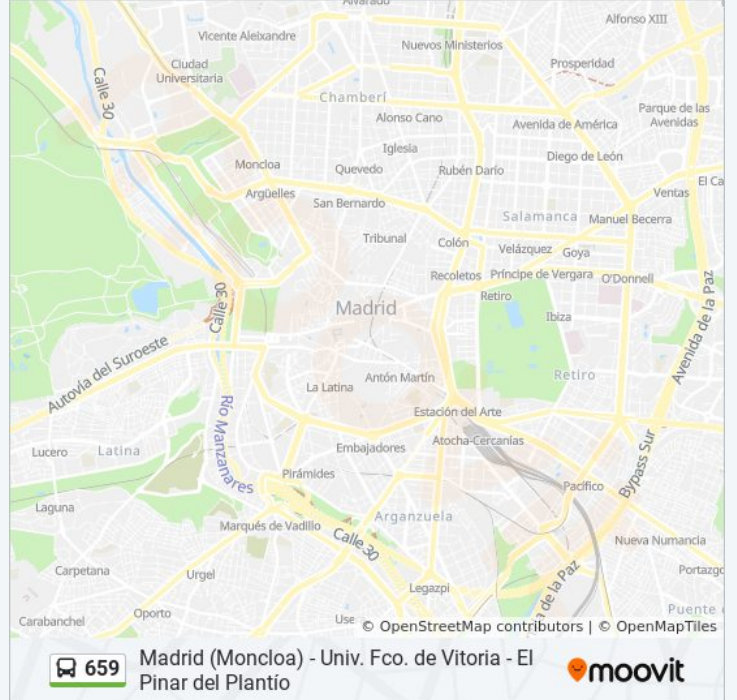 Alvarado
Alfonso XIII
Vicente Aleixandre
Nuevos Ministerios
Ciudad
Universitaria
Prosperidad
Calle 30
Chamberí
Parque de las
Avenidas
Alonso Cano
Avenida de América
Iglesia
Diego de León
Moncloa
Quevedo
Rubén Darío
El Ca
Argüelles
Ventas
San Bernardo
Salamanca
Manuel Becerra
Tribunal
Colón
Velázquez
Goya
Recoletos
Príncipe de Vergara
O'Donnell
Retiro
Calle 30
Madrid
Ibiza
Avenida de la Paz
Autovía del Suroeste
Retiro
Antón Martín
La Latina
Río Manzanares
Estación del Arte
Atocha-Cercanías
Lucero
Latina
Embajadores
Bypass Sur
Pirámides
Pacífico
Laguna
Arganzuela
Marqués de Vadillo
Calle 30
Nueva Numancia
Carpetana
Urgel
Portazgo
Legazpi
a de la Paz
Oporto
Puente
Carabanchel
Use
© OpenStreetMap contributors | © OpenMapTiles
659
Madrid (Moncloa) - Univ. Fco. de Vitoria - El
Pinar del Plantío
moovit